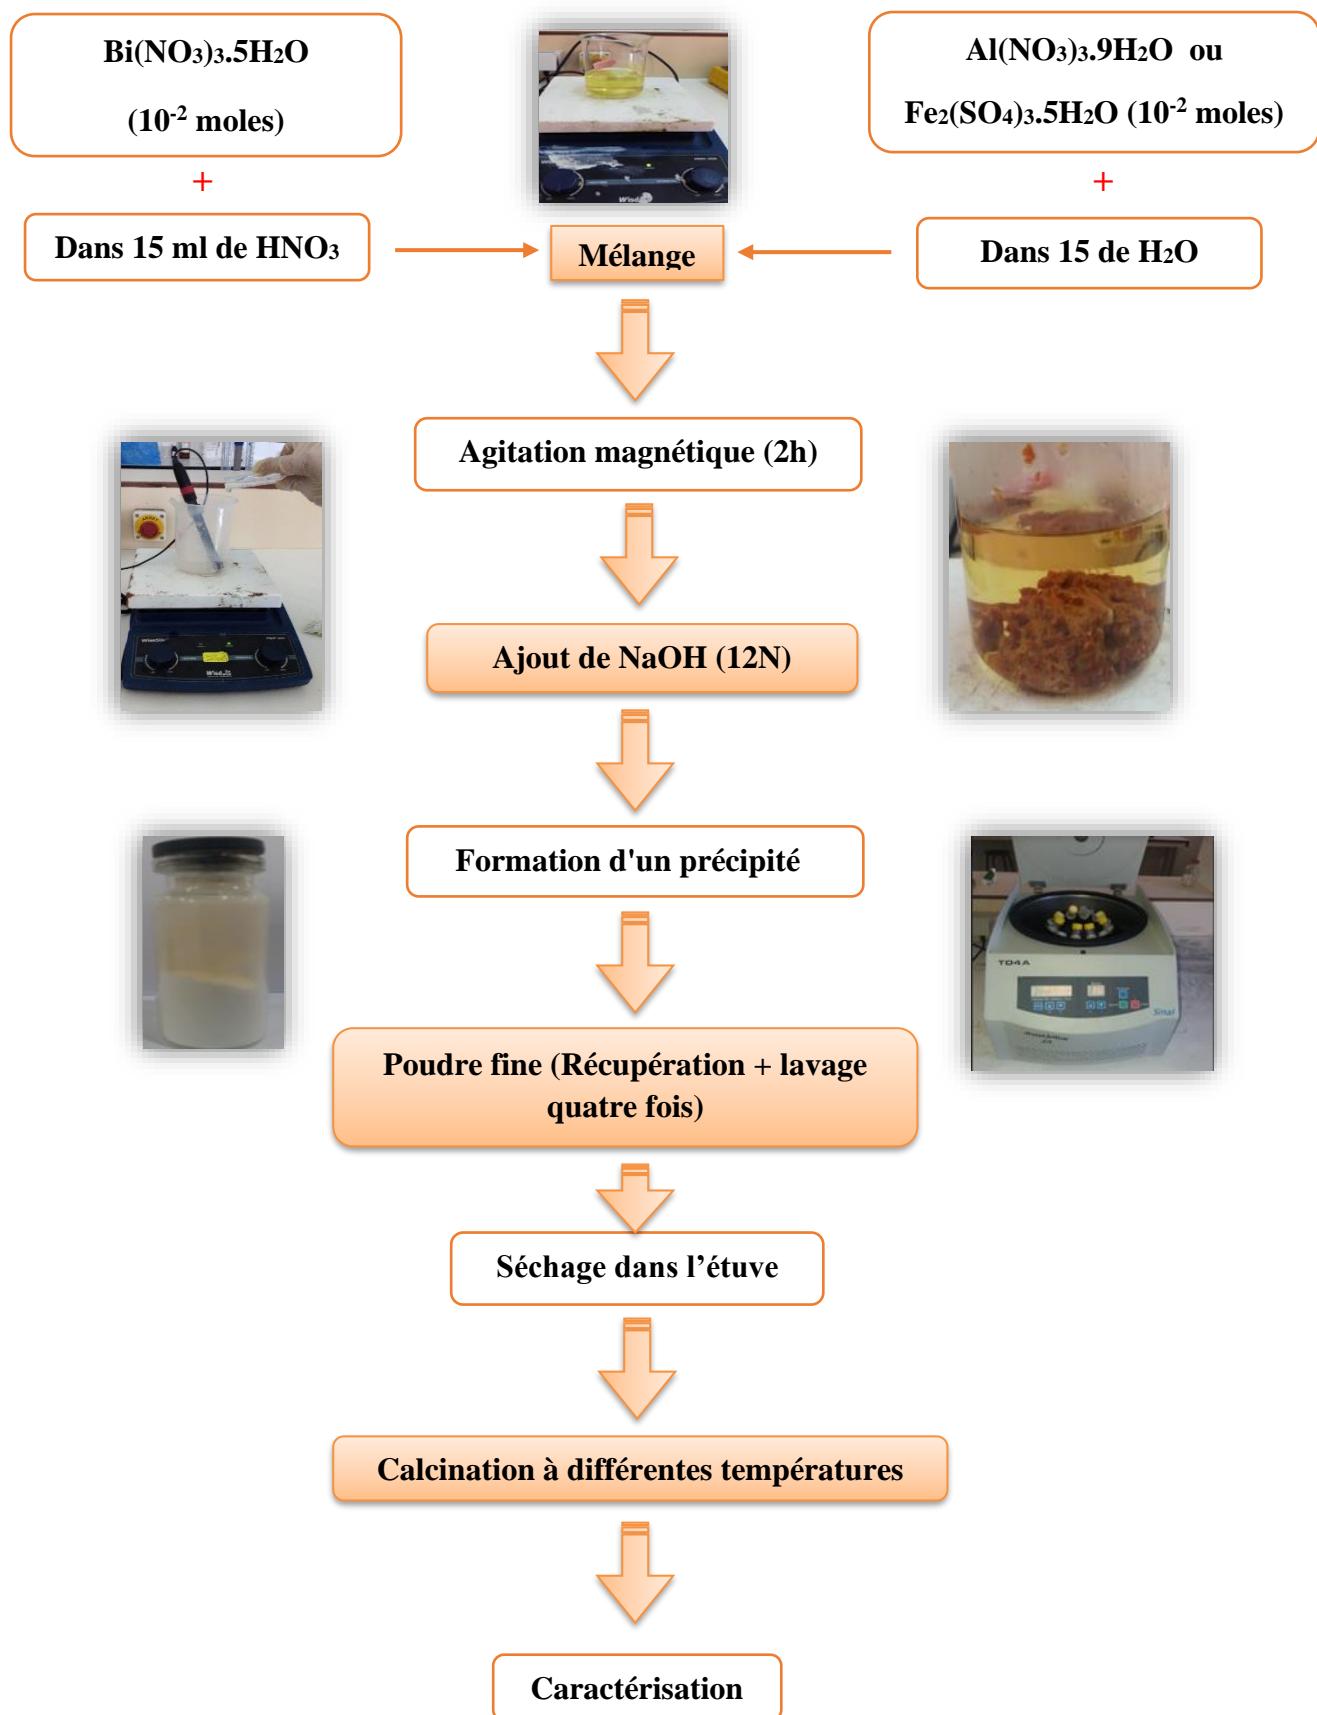 Bi(NO3)3.5H2O
(10-2 moles)
+
Dans 15 ml de HNO3
Mélange
Al(NO3)3.9H2O ou
Fe2(SO4)3.5H2O (10-2 moles)
+
Dans 15 de H2O
Agitation magnétique (2h)
Ajout de NaOH (12N)
Formation d'un précipité
TD4A
Poudre fine (Récupération + lavage
quatre fois)
Séchage dans l’étuve
Calcination à différentes températures
Caractérisation